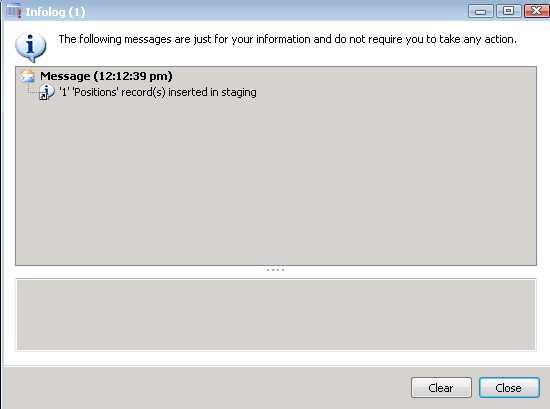 Infolog (1)
The following messages are just for your information and do not require you to take any action.
Message (12:12:39 pm)
'1' 'Positions' record(s) inserted in staging
Clear
Close